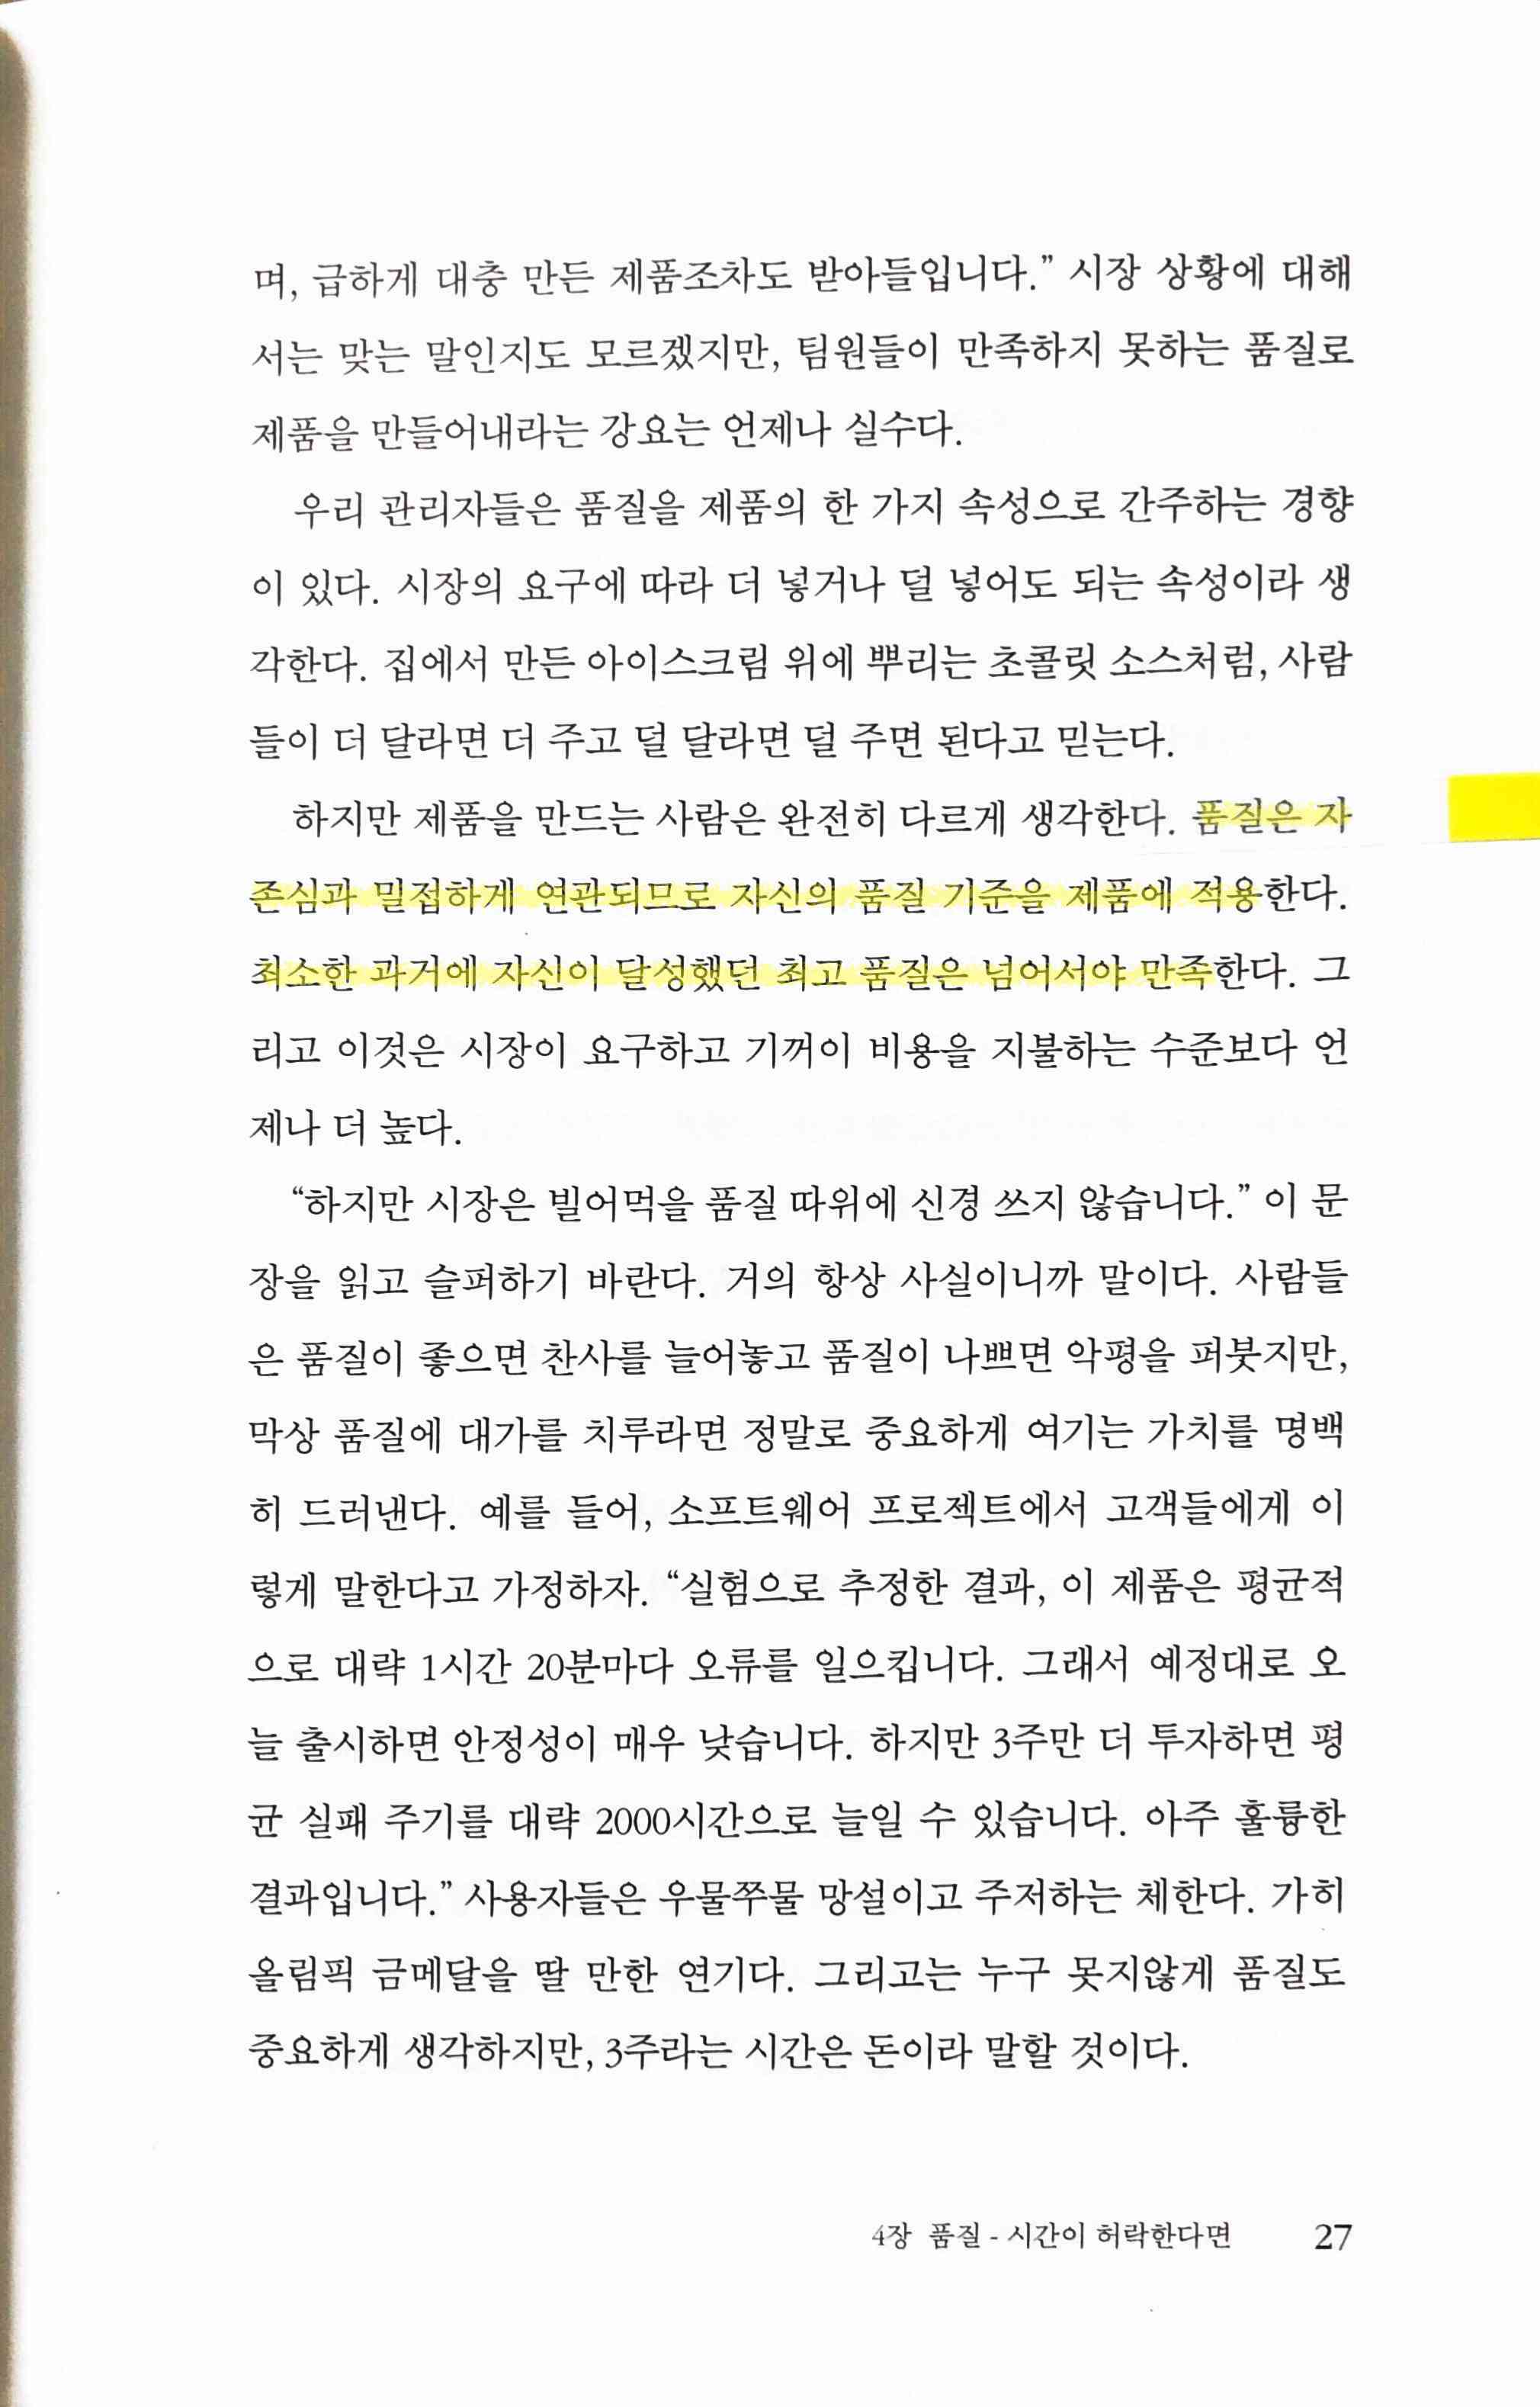 며, 급하게 대충 만든 제품조차도 받아들입니다.” 시장 상황에 대해
서는 맞는 말인지도 모르겠지만, 팀원들이 만족하지 못하는 품질로
제품을 만들어내라는 강요는 언제나 실수다.
우리 관리자들은 품질을 제품의 한 가지 속성으로 간주하는 경향
이 있다. 시장의 요구에 따라 더 넣거나 덜 넣어도 되는 속성이라 생
각한다. 집에서 만든 아이스크림 위에 뿌리는 초콜릿 소스처럼, 사람
들이 더 달라면 더 주고 덜 달라면 덜 주면 된다고 믿는다.
하지만 제품을 만드는 사람은 완전히 다르게 생각한다. 품질은 자
존심과 밀접하게 연관되므로 자신의 품질 기준을 제품에 적용한다.
최소한 과거에 자신이 달성했던 최고 품질은 넘어서야 만족한다. 그
리고 이것은 시장이 요구하고 기꺼이 비용을 지불하는 수준보다 언
제나 더 높다.
“하지만 시장은 빌어먹을 품질 따위에 신경 쓰지 않습니다.” 이 문
장을 읽고 슬퍼하기 바란다. 거의 항상 사실이니까 말이다. 사람들
은 품질이 좋으면 찬사를 늘어놓고 품질이 나쁘면 악평을 퍼붓지만,
막상 품질에 대가를 치루라면 정말로 중요하게 여기는 가치를 명백
히 드러낸다. 예를 들어, 소프트웨어 프로젝트에서 고객들에게 이
렇게 말한다고 가정하자. “실험으로 추정한 결과, 이 제품은 평균적
으로 대략 1시간 20분마다 오류를 일으킵니다. 그래서 예정대로 오
늘 출시하면 안정성이 매우 낮습니다. 하지만 3주만 더 투자하면 평
균 실패 주기를 대략 2000시간으로 늘일 수 있습니다. 아주 훌륭한
결과입니다.” 사용자들은 우물쭈물 망설이고 주저하는 체한다. 가히
올림픽 금메달을 딸 만한 연기다. 그리고는 누구 못지않게 품질도
중요하게 생각하지만, 3주라는 시간은 돈이라 말할 것이다.
4장 품질 - 시간이 허락한다면 27